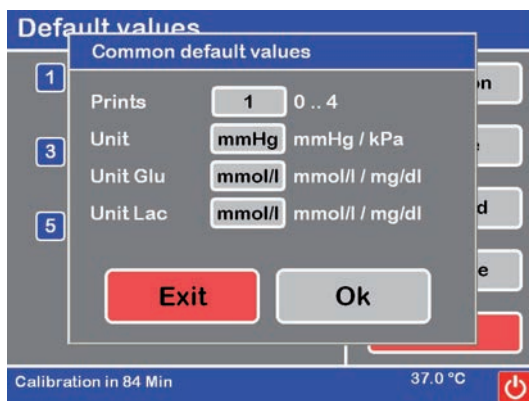 Default values
Common default values
1
Prints 1 0 .. 4
Unit mmHg mmHg / kPa
3
Unit Glu mmol/l mmol/l / mg/dl
Unit Lac mmol/l mmol/l / mg/dl
5
Exit Ok
Calibration in 84 Min 37.0 °C